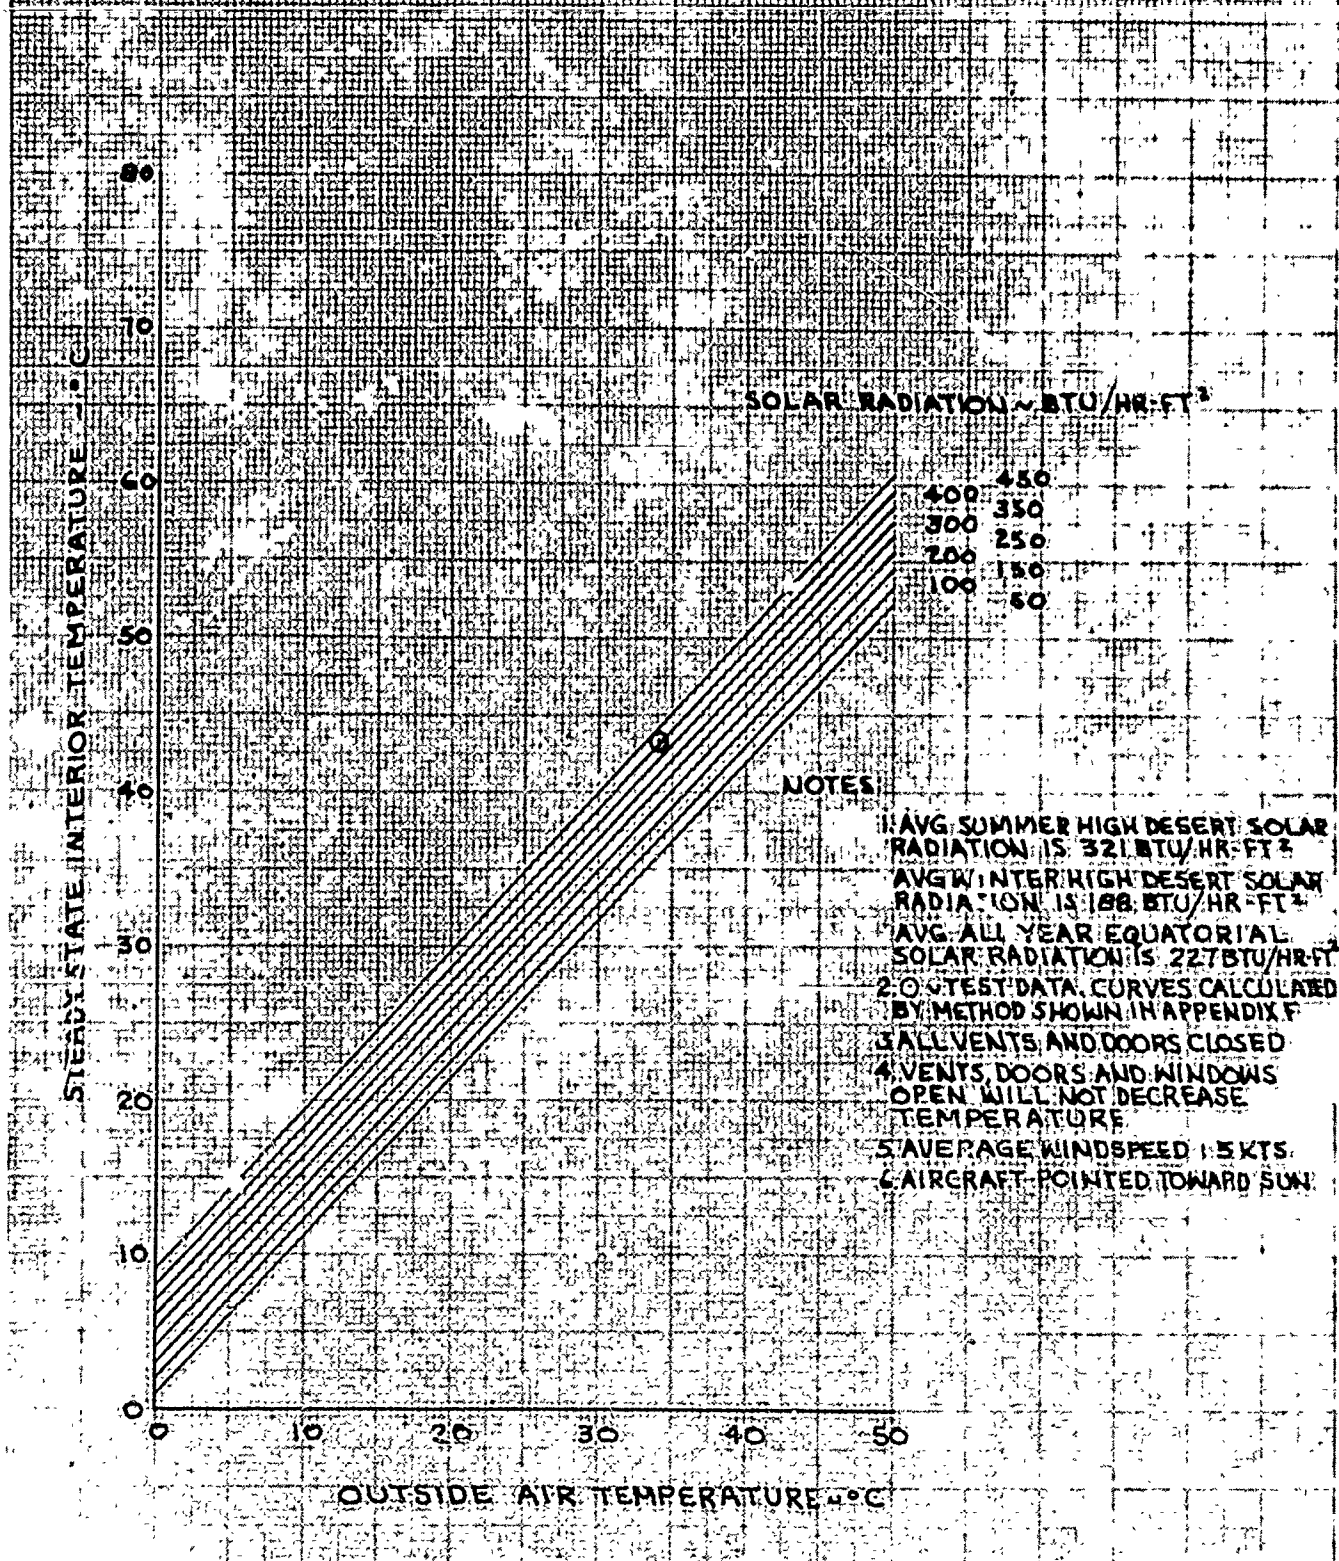 80
70
60
50
40
30
20
10
0
STEADY STATE INTERIOR TEMPERATURE ~ °C
SOLAR RADIATION ~ BTU/HR-FT²
450
400
350
300
250
200
150
100
50
NOTES:
1. AVG SUMMER HIGH DESERT SOLAR
RADIATION IS 321 BTU/HR-FT²
AVG WINTER HIGH DESERT SOLAR
RADIATION IS 188 BTU/HR-FT²
AVG ALL YEAR EQUATORIAL
SOLAR RADIATION IS 227 BTU/HR-FT²
2. O ~ TEST DATA. CURVES CALCULATED
BY METHOD SHOWN IN APPENDIX F
3. ALL VENTS AND DOORS CLOSED
4. VENTS, DOORS AND WINDOWS
OPEN WILL NOT DECREASE
TEMPERATURE
5. AVERAGE WINDSPEED 1.5 KTS.
6. AIRCRAFT POINTED TOWARD SUN.
0 10 20 30 40 50
OUTSIDE AIR TEMPERATURE ~ °C